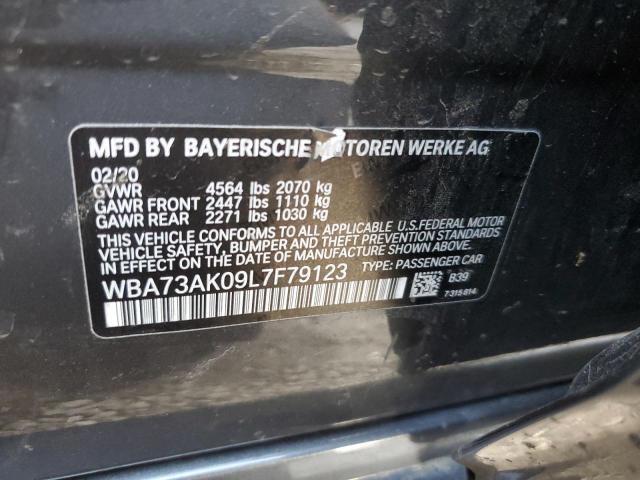 MFD BY BAYERISCHE MOTOREN WERKE AG
02/20
GVWR 4564 lbs 2070 kg
GAWR FRONT 2447 lbs 1110 kg
GAWR REAR 2271 lbs 1030 kg
THIS VEHICLE CONFORMS TO ALL APPLICABLE U.S.FEDERAL MOTOR
VEHICLE SAFETY, BUMPER AND THEFT PREVENTION STANDARDS
IN EFFECT ON THE DATE OF MANUFACTURE SHOWN ABOVE.
WBA73AK09L7F79123 TYPE: PASSENGER CAR
B39
7315814